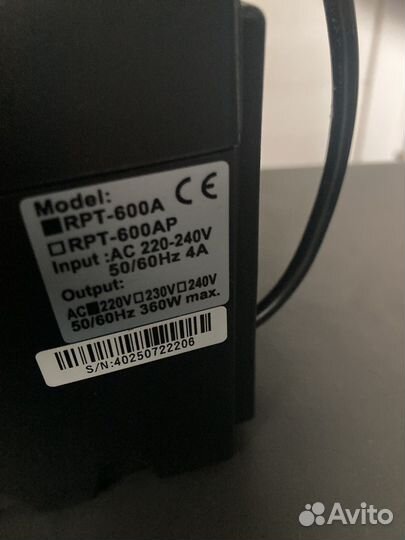 Model: CE
■RPT-600A
□RPT-600AP
Input :AC 220-240V
50/60Hz 4A
Output:
AC■220V□230V□240V
50/60Hz 360W max.
S/N:40250722206
Avito